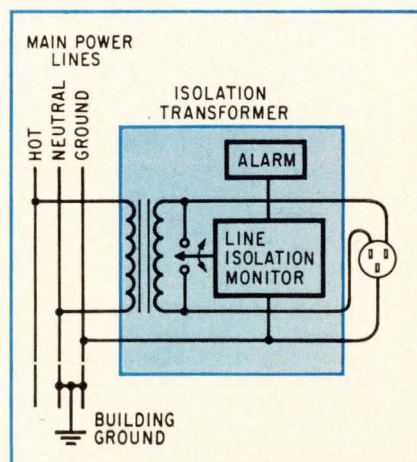 MAIN POWER
LINES
HOT
NEUTRAL
GROUND
ISOLATION
TRANSFORMER
ALARM
LINE
ISOLATION
MONITOR
BUILDING
GROUND